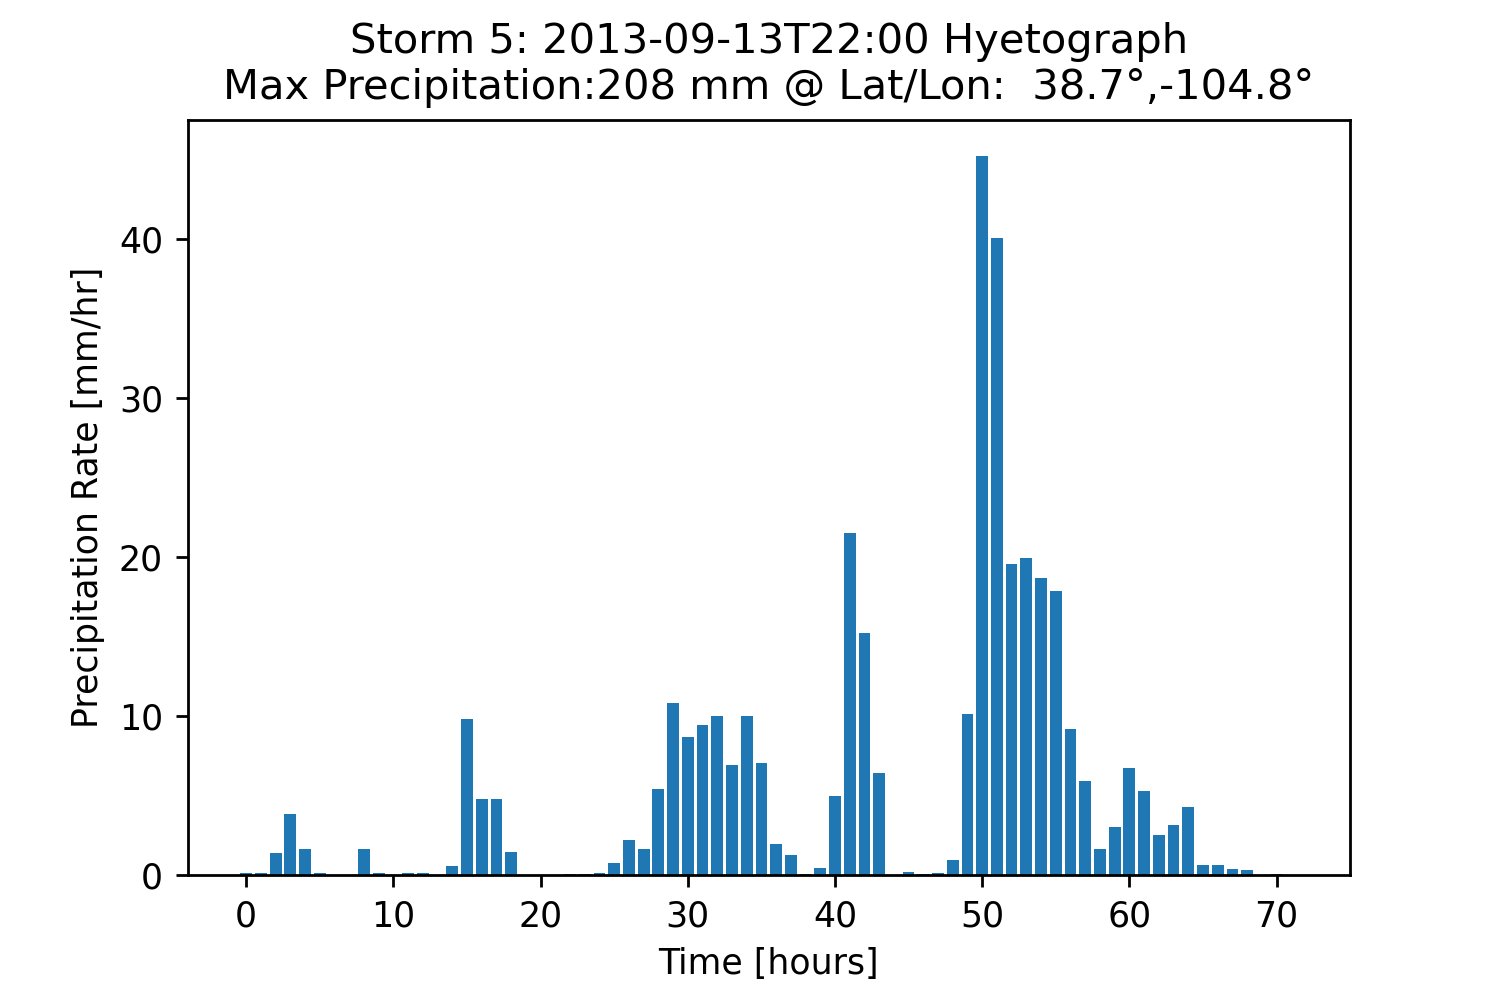 Storm 5: 2013-09-13T22:00 Hyetograph
Max Precipitation:208 mm @ Lat/Lon:  38.7°,-104.8°
Precipitation Rate [mm/hr]
40
30
20
10
0
0 10 20 30 40 50 60 70
Time [hours]